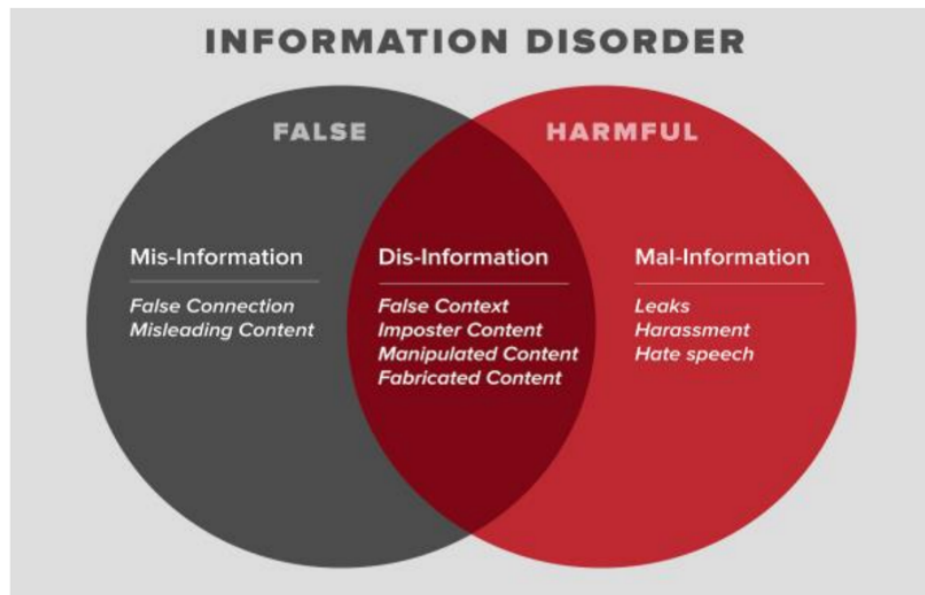 INFORMATION DISORDER
FALSE
HARMFUL
Mis-Information
False Connection
Misleading Content
Dis-Information
False Context
Imposter Content
Manipulated Content
Fabricated Content
Mal-Information
Leaks
Harassment
Hate speech